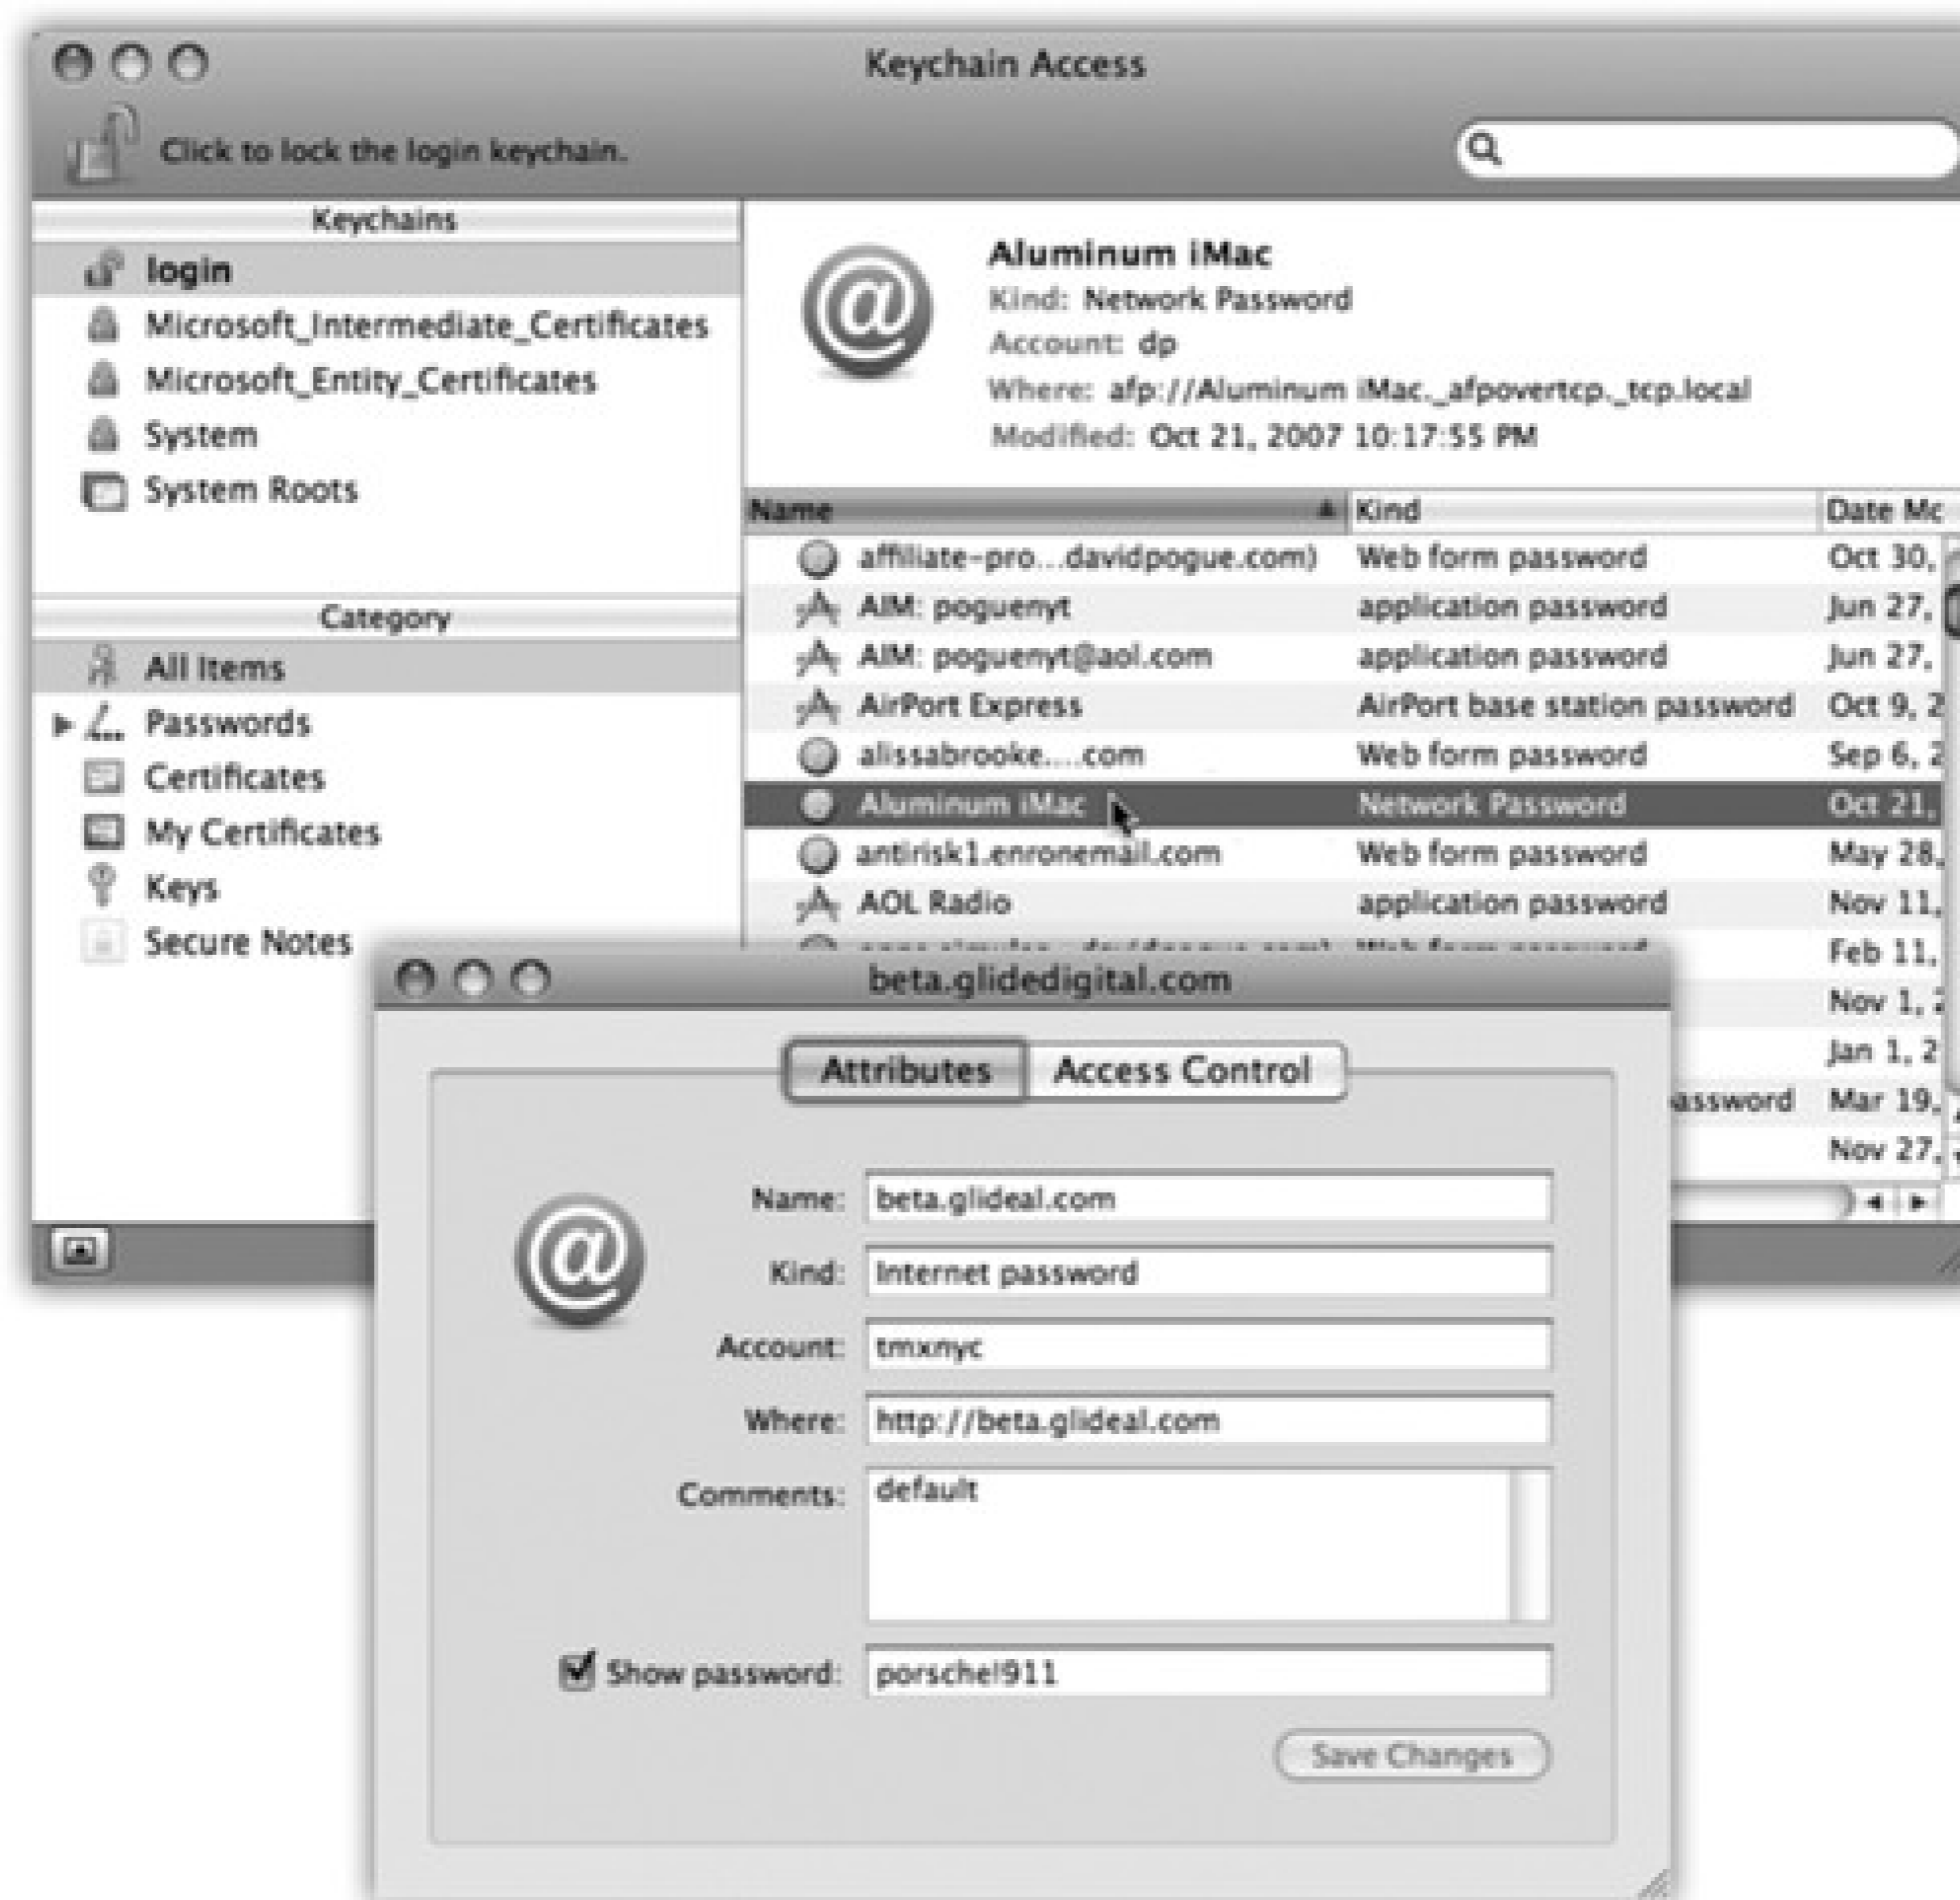 Keychain Access
Click to lock the login keychain.
Keychains
login
Microsoft_Intermediate_Certificates
Microsoft_Entity_Certificates
System
System Roots
Category
All Items
Passwords
Certificates
My Certificates
Keys
Secure Notes
Aluminum iMac
Kind: Network Password
Account: dp
Where: afp://Aluminum iMac._afpovertcp._tcp.local
Modified: Oct 21, 2007 10:17:55 PM
Name Kind Date Mo
affiliate-pro...davidpogue.com) Web form password Oct 30,
AIM: poguenyt application password Jun 27,
AIM: poguenyt@aol.com application password Jun 27,
AirPort Express AirPort base station password Oct 9, 2
alissabrooke....com Web form password Sep 6, 2
Aluminum iMac Network Password Oct 21,
antirisk1.enronemail.com Web form password May 28,
AOL Radio application password Nov 11,
Web form password Feb 11,
Nov 1, 2
Jan 1, 2
assword Mar 19,
Nov 27,
beta.glidedigital.com
Attributes Access Control
Name: beta.glideal.com
Kind: Internet password
Account: tmxnyc
Where: http://beta.glideal.com
Comments: default
Show password: porsche!911
Save Changes